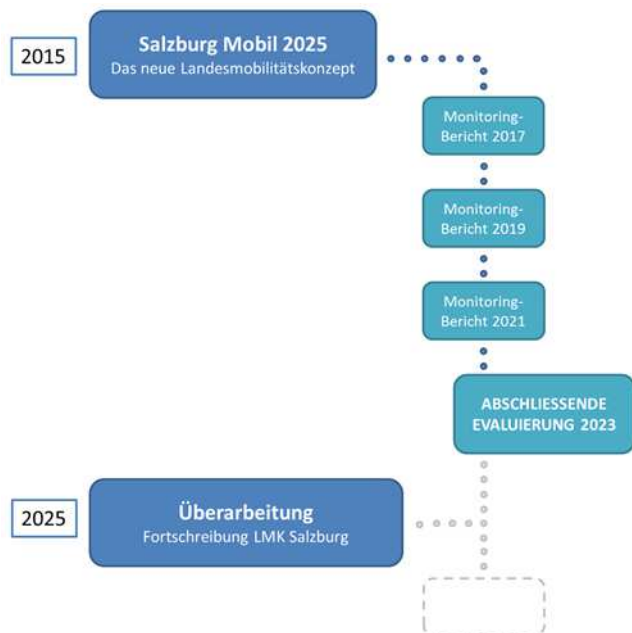 2015
Salzburg Mobil 2025
Das neue Landesmobilitätskonzept
Monitoring-
Bericht 2017
Monitoring-
Bericht 2019
Monitoring-
Bericht 2021
ABSCHLIESSENDE
EVALUIERUNG 2023
2025
Überarbeitung
Fortschreibung LMK Salzburg